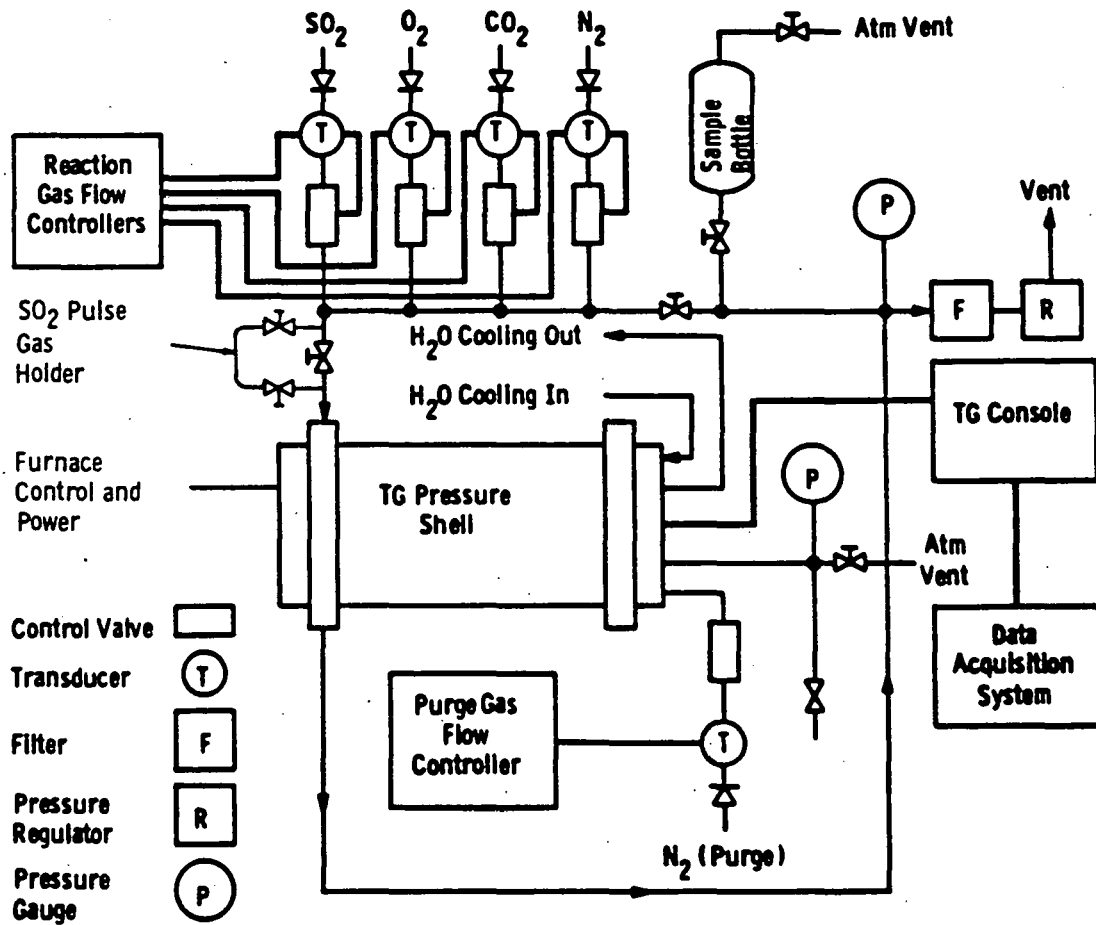 SO2
O2
CO2
N2
Atm Vent
T
T
T
T
Sample
Bottle
Reaction
Gas Flow
Controllers
P
Vent
F
R
SO2 Pulse
Gas
Holder
H2O Cooling Out
H2O Cooling In
TG Console
Furnace
Control and
Power
TG Pressure
Shell
P
Atm
Vent
Data
Acquisition
System
Purge Gas
Flow
Controller
T
N2 (Purge)
Control Valve
Transducer
T
Filter
F
Pressure
Regulator
R
Pressure
Gauge
P